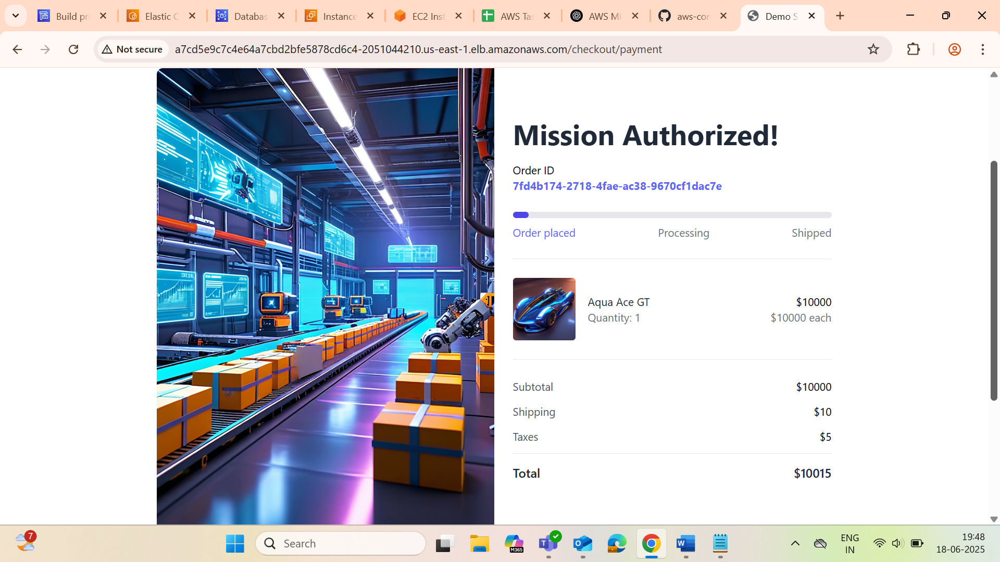 Build pr
Elastic C
Databas
Instance
EC2 Inst
AWS Tas
AWS Mi
aws-cor
Demo S
Not secure
a7cd5e9c7c4e64a7cbd2bfe5878cd6c4-2051044210.us-east-1.elb.amazonaws.com/checkout/payment
Mission Authorized!
Order ID
7fd4b174-2718-4fae-ac38-9670cf1dac7e
Order placed Processing Shipped
Aqua Ace GT $10000
Quantity: 1 $10000 each
Subtotal $10000
Shipping $10
Taxes $5
Total $10015
7
Search
M365
ENG
IN
19:48
18-06-2025